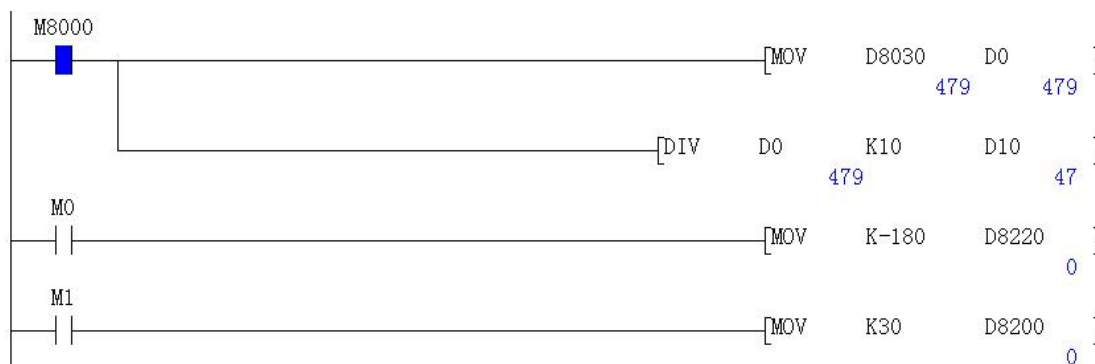 M8000
MOV D8030 D0
479 479
DIV D0 K10 D10
479 47
M0
MOV K-180 D8220
0
M1
MOV K30 D8200
0